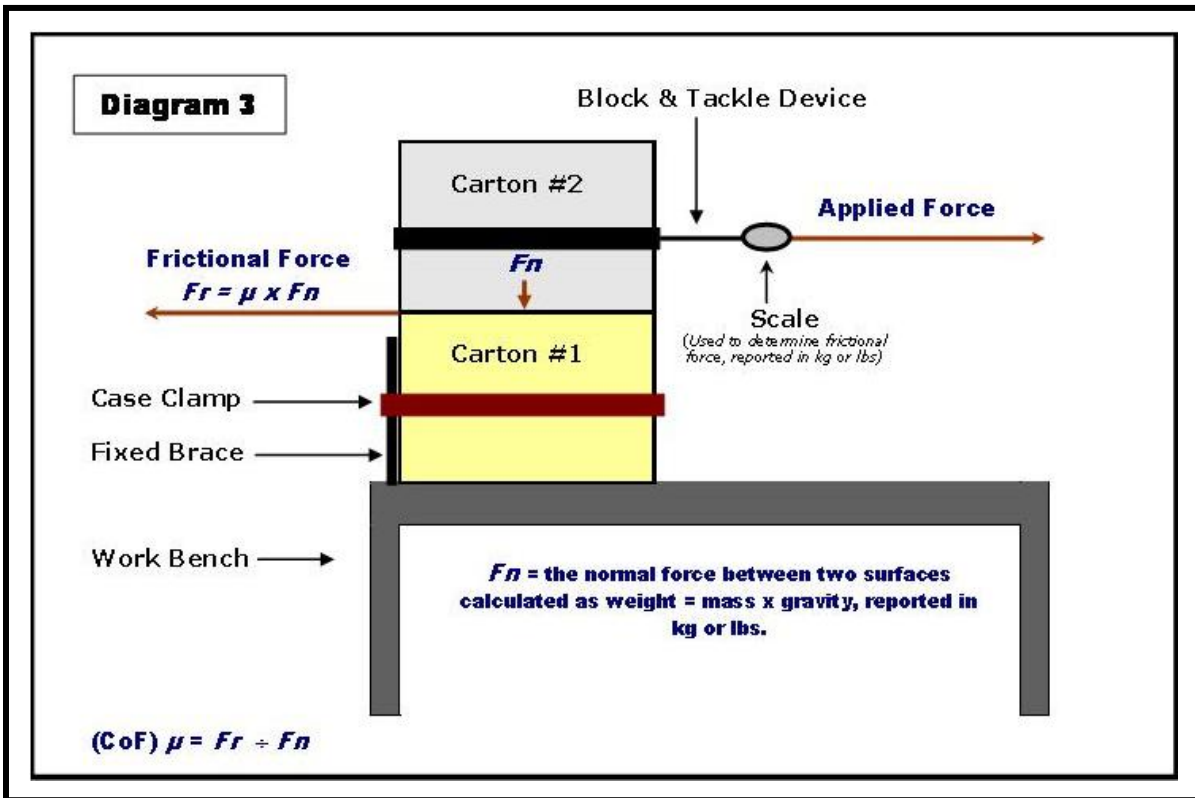 Diagram 3
Block & Tackle Device
Carton #2
Applied Force
Frictional Force
Fr = μ x Fn
Fn
Scale
(Used to determine frictional
force, reported in kg or lbs)
Carton #1
Case Clamp
Fixed Brace
Work Bench
Fn = the normal force between two surfaces
calculated as weight = mass x gravity, reported in
kg or lbs.
(CoF) μ = Fr ÷ Fn